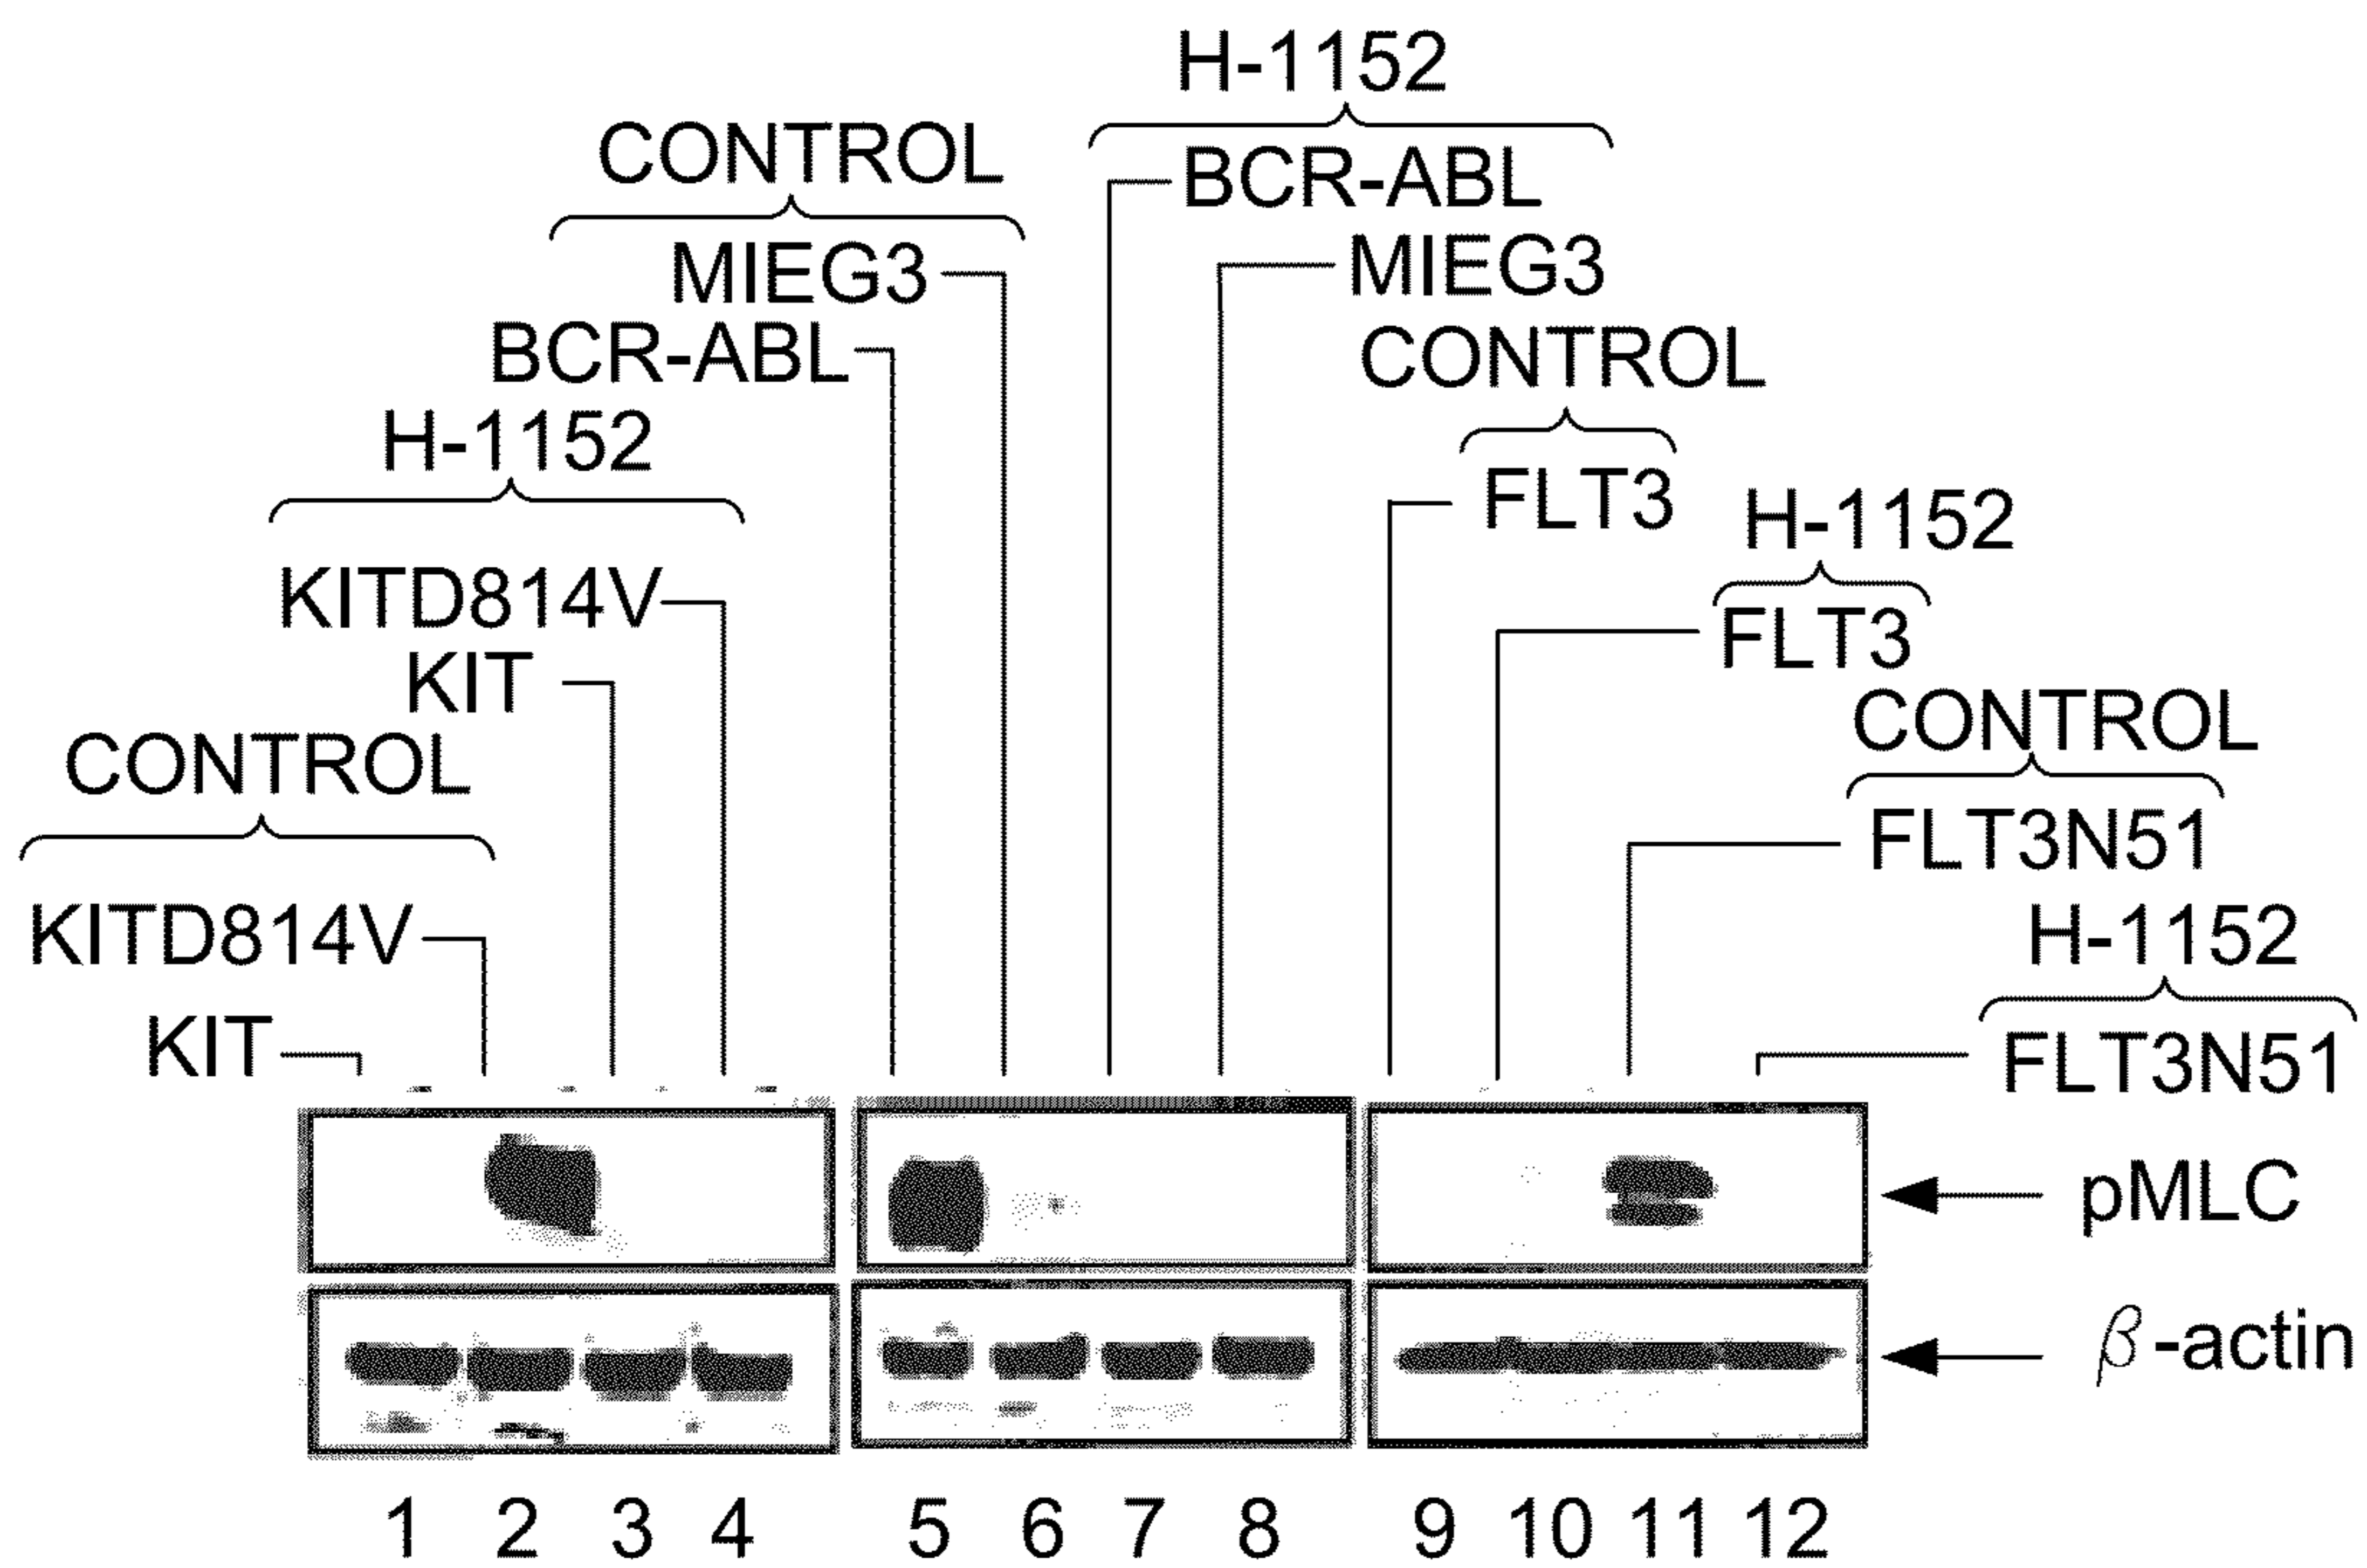 H-1152
CONTROL
BCR-ABL
MIEG3
MIEG3
BCR-ABL
CONTROL
H-1152
FLT3
H-1152
KITD814V
FLT3
KIT
CONTROL
CONTROL
FLT3N51
KITD814V
H-1152
KIT
FLT3N51
pMLC
β-actin
1 2 3 4 5 6 7 8 9 10 11 12